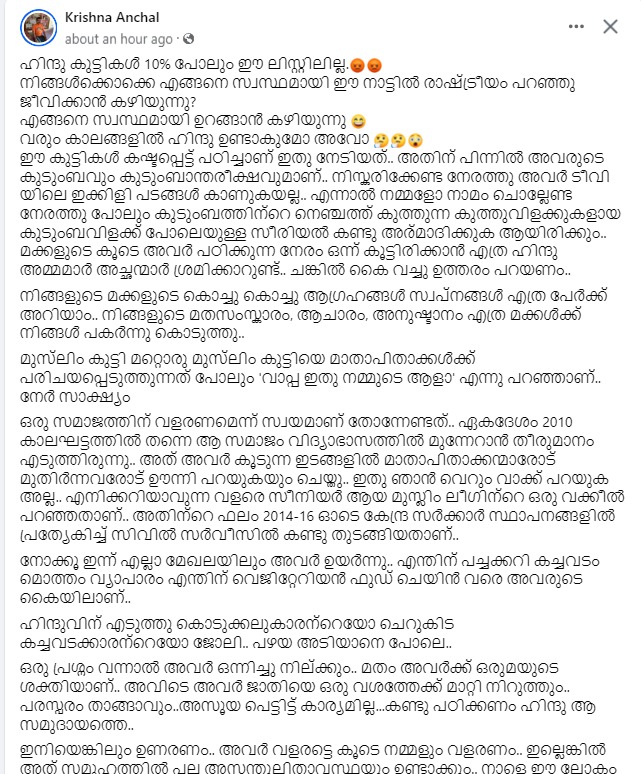 Krishna Anchal
about an hour ago ·
ഹിന്ദു കുട്ടികൾ 10% പോലും ഈ ലിസ്റ്റിലില്ല.😡😡
നിങ്ങൾക്കൊക്കെ എങ്ങനെ സ്വസ്ഥമായി ഈ നാട്ടിൽ രാഷ്ട്രീയം പറഞ്ഞു
ജീവിക്കാൻ കഴിയുന്നു?
എങ്ങനെ സ്വസ്ഥമായി ഉറങ്ങാൻ കഴിയുന്നു 😄
വരും കാലങ്ങളിൽ ഹിന്ദു ഉണ്ടാകുമോ അവോ 🤔🤔😲
ഈ കുട്ടികൾ കഷ്ടപ്പെട്ട് പഠിച്ചാണ് ഇതു നേടിയത്.. അതിന് പിന്നിൽ അവരുടെ
കുടുംബവും കുടുംബാന്തരീക്ഷവുമാണ്.. നിസ്കരിക്കേണ്ട നേരത്തു അവർ ടീവി
യിലെ ഇക്കിളി പടങ്ങൾ കാണുകയല്ല.. എന്നാൽ നമ്മളോ നാമം ചൊല്ലേണ്ട
നേരത്തു പോലും കുടുംബത്തിന്റെ നെഞ്ചത്ത് കുത്തുന്ന കുത്തുവിളക്കുകളായ
കുടുംബവിളക് പോലെയുള്ള സീരിയൽ കണ്ടു അര്മാദിക്കുക ആയിരിക്കും..
മക്കളുടെ കൂടെ അവർ പഠിക്കുന്ന നേരം ഒന്ന് കൂട്ടിരിക്കാൻ എത്ര ഹിന്ദു
അമ്മമാർ അച്ഛന്മാർ ശ്രമിക്കാറുണ്ട്.. ചങ്കിൽ കൈ വച്ചു ഉത്തരം പറയണം..
നിങ്ങളുടെ മക്കളുടെ കൊച്ചു കൊച്ചു ആഗ്രഹങ്ങൾ സ്വപ്നങ്ങൾ എത്ര പേർക്ക്
അറിയാം.. നിങ്ങളുടെ മതസംസ്കാരം, ആചാരം, അനുഷ്ടാനം എത്ര മക്കൾക്ക്
നിങ്ങൾ പകർന്നു കൊടുത്തു..
മുസ്ലിം കുട്ടി മറ്റൊരു മുസ്ലിം കുട്ടിയെ മാതാപിതാക്കൾക്ക്
പരിചയപ്പെടുത്തുന്നത് പോലും 'വാപ്പ ഇതു നമ്മുടെ ആളാ' എന്നു പറഞ്ഞാണ്..
നേർ സാക്ഷ്യം
ഒരു സമാജത്തിന് വളരണമെന്ന് സ്വയമാണ് തോന്നേണ്ടത്.. ഏകദേശം 2010
കാലഘട്ടത്തിൽ തന്നെ ആ സമാജം വിദ്യാഭാസത്തിൽ മുന്നേറാൻ തീരുമാനം
എടുത്തിരുന്നു.. അത് അവർ കൂടുന്ന ഇടങ്ങളിൽ മാതാപിതാക്കന്മാരോട്
മുതിർന്നവരോട് ഊന്നി പറയുകയും ചെയ്തു.. ഇതു ഞാൻ വെറും വാക്ക് പറയുക
അല്ല.. എനിക്കറിയാവുന്ന വളരെ സീനിയർ ആയ മുസ്ലിം ലീഗിന്റെ ഒരു വക്കീൽ
പറഞ്ഞതാണ്.. അതിന്റെ ഫലം 2014-16 ഓടെ കേന്ദ്ര സർക്കാർ സ്ഥാപനങ്ങളിൽ
പ്രത്യേകിച്ച് സിവിൽ സർവീസിൽ കണ്ടു തുടങ്ങിയതാണ്..
നോക്കൂ ഇന്ന് എല്ലാ മേഖലയിലും അവർ ഉയർന്നു.. എന്തിന് പച്ചക്കറി കച്ചവടം
മൊത്തം വ്യാപാരം എന്തിന് വെജിറ്റേറിയൻ ഫുഡ് ചെയിൻ വരെ അവരുടെ
കൈയിലാണ്..
ഹിന്ദുവിന് എടുത്തു കൊടുക്കലുകാരന്റെയോ ചെറുകിട
കച്ചവടക്കാരന്റെയോ ജോലി.. പഴയ അടിയാനെ പോലെ..
ഒരു പ്രശ്നം വന്നാൽ അവർ ഒന്നിച്ചു നില്ക്കും.. മതം അവർക്ക് ഒരുമയുടെ
ശക്തിയാണ്.. അവിടെ അവർ ജാതിയെ ഒരു വശത്തേക്ക് മാറ്റി നിറുത്തും..
പരസ്പരം താങ്ങാവും..അസൂയ പെട്ടിട്ട് കാര്യമില്ല...കണ്ടു പഠിക്കണം ഹിന്ദു ആ
സമുദായത്തെ..
ഇനിയെങ്കിലും ഉണരണം.. അവർ വളരട്ടെ കൂടെ നമ്മളും വളരണം.. ഇല്ലെങ്കിൽ
അത് സമൂഹത്തിൽ പല അസന്തുലിതാവസ്ഥയും ഉണ്ടാക്കും.. നാളെ ഈ ലോകം